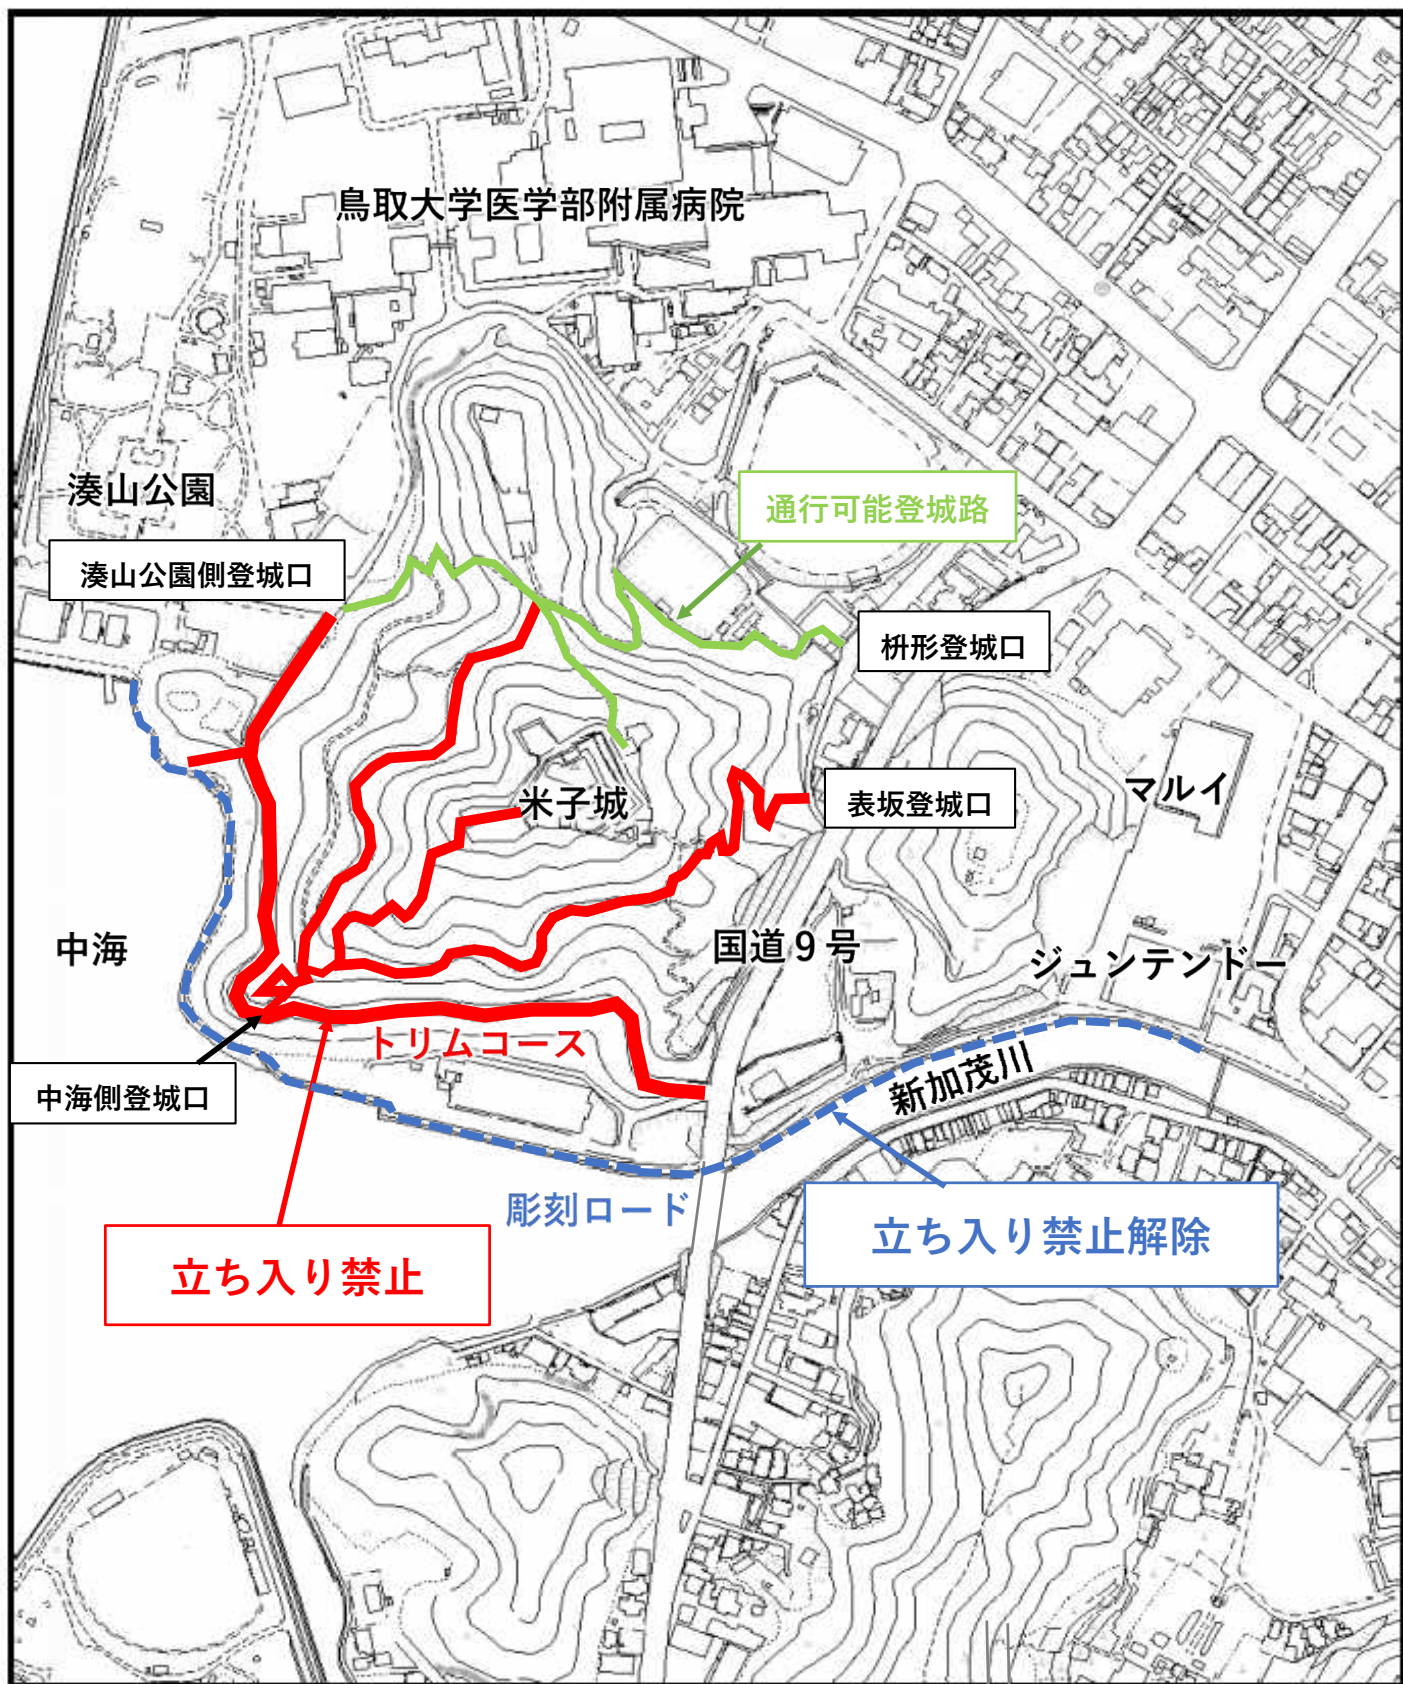 鳥取大学医学部附属病院
湊山公園
通行可能登城路
湊山公園側登城口
枡形登城口
マルイ
米子城
表坂登城口
中海
国道９号
ジュンテンドー
トリムコース
中海側登城口
新加茂川
彫刻ロード
立ち入り禁止解除
立ち入り禁止